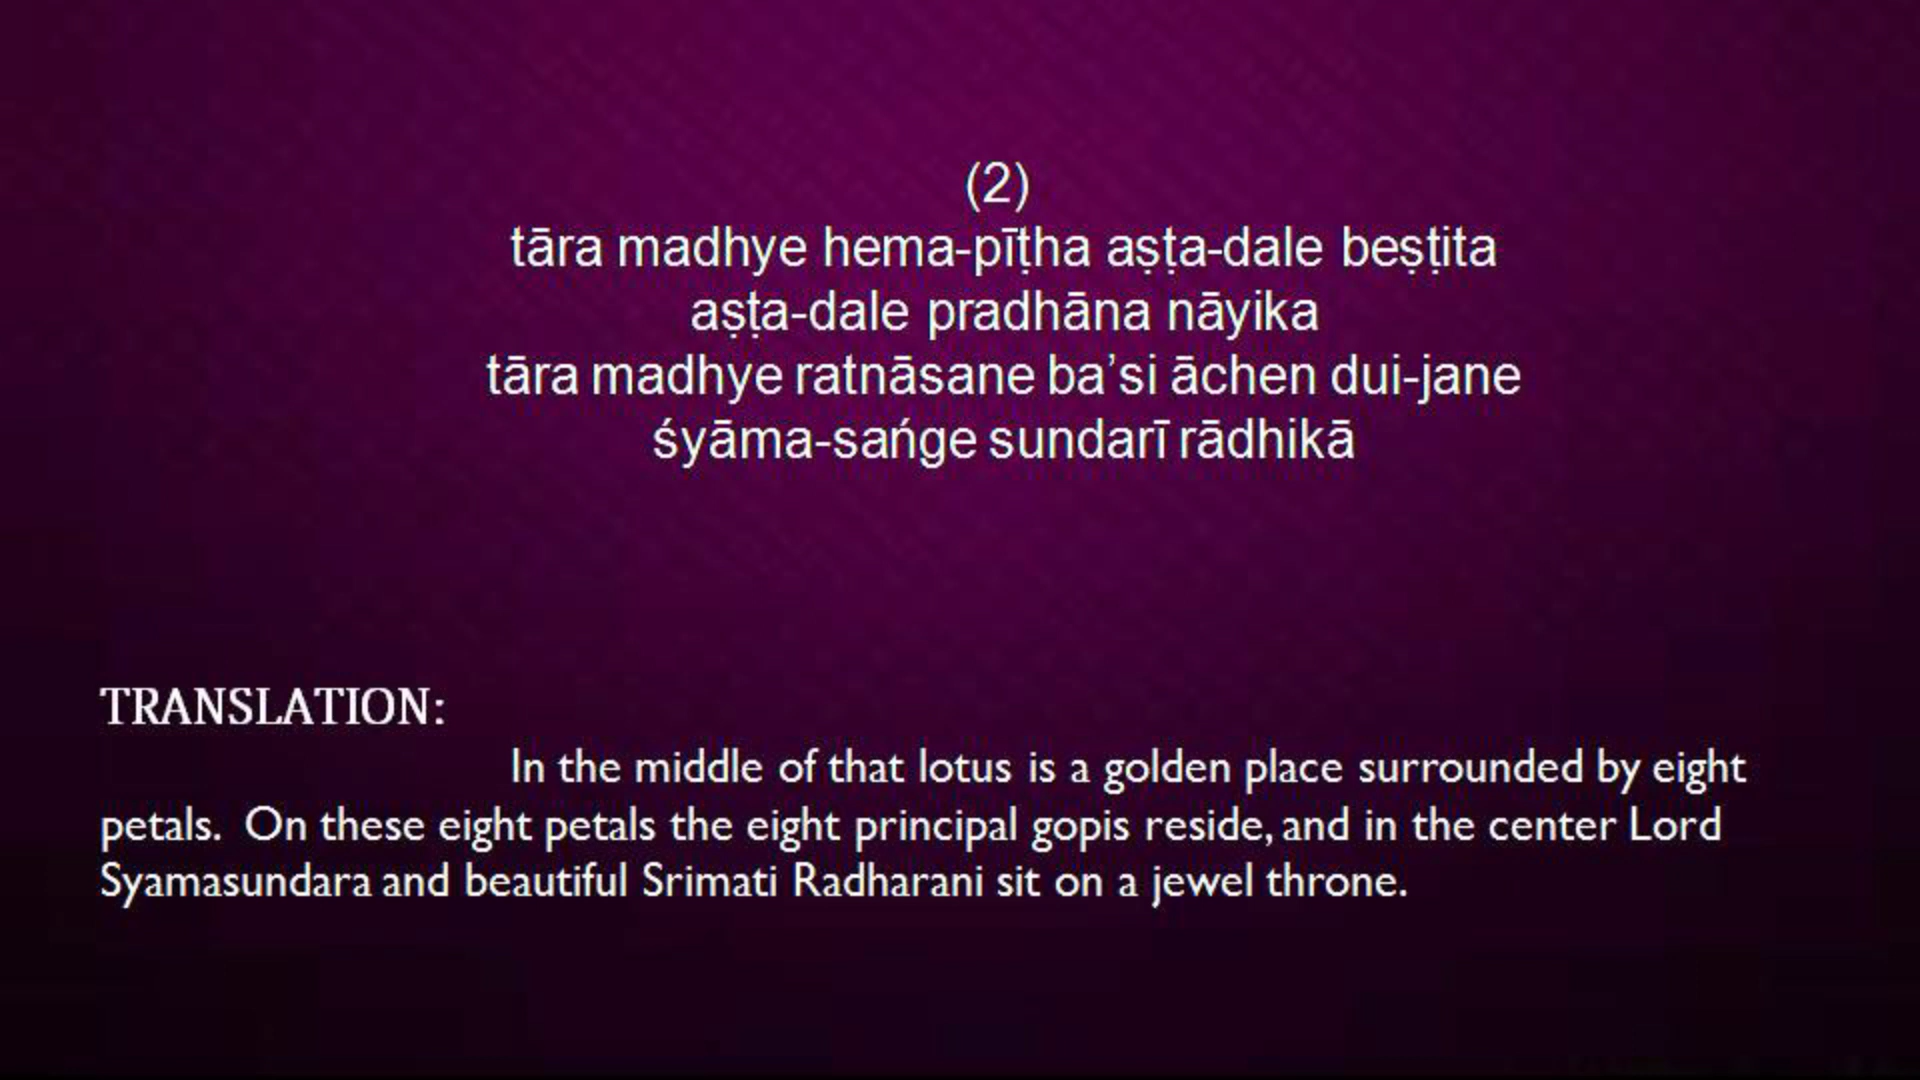 (2)
tāra madhye hema-pīṭha aṣṭa-dale beṣṭita
aṣṭa-dale pradhāna nāyika
tāra madhye ratnāsane ba’si āchen dui-jane
śyāma-sańge sundarī rādhikā
TRANSLATION:
In the middle of that lotus is a golden place surrounded by eight
petals.  On these eight petals the eight principal gopis reside, and in the center Lord
Syamasundara and beautiful Srimati Radharani sit on a jewel throne.